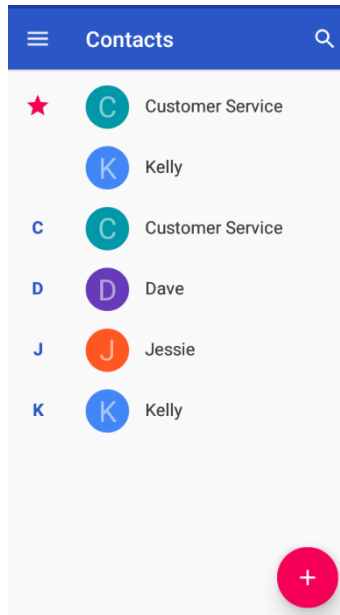 Contacts
C Customer Service
K Kelly
C C Customer Service
D D Dave
J J Jessie
K K Kelly
+